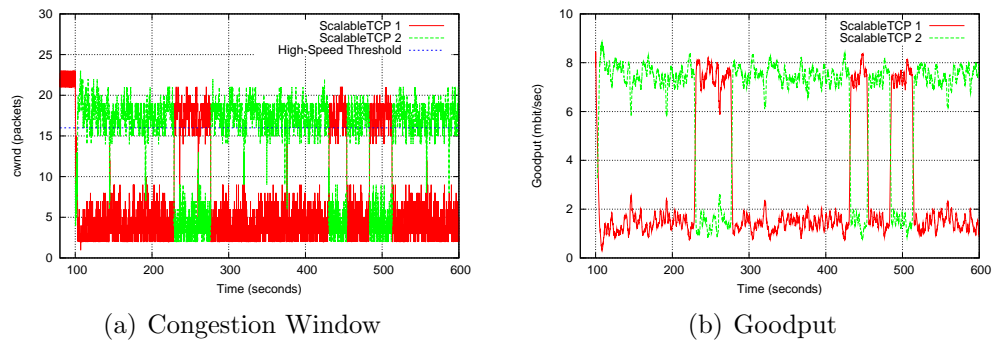 30
25
20
15
10
5
0
cwnd (packets)
100
200
300
400
500
600
Time (seconds)
ScalableTCP 1
ScalableTCP 2
High-Speed Threshold
(a) Congestion Window
10
8
6
4
2
0
Goodput (mbit/sec)
100
200
300
400
500
600
Time (seconds)
ScalableTCP 1
ScalableTCP 2
(b) Goodput